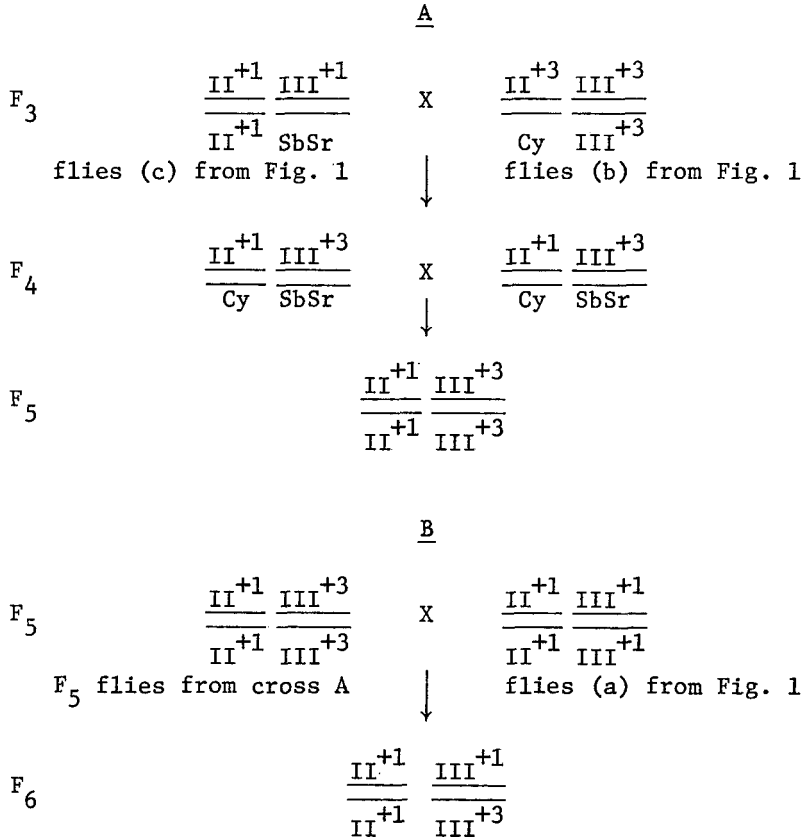 A
II+1 III+1 II+3 III+3
F3 X
II+1 SbSr Cy III+3
flies (c) from Fig. 1 flies (b) from Fig. 1
II+1 III+3 II+1 III+3
F4 X
Cy SbSr Cy SbSr
II+1 III+3
F5
II+1 III+3
B
II+1 III+3 II+1 III+1
F5 X
II+1 III+3 II+1 III+1
F5 flies from cross A flies (a) from Fig. 1
II+1 III+1
F6
II+1 III+3